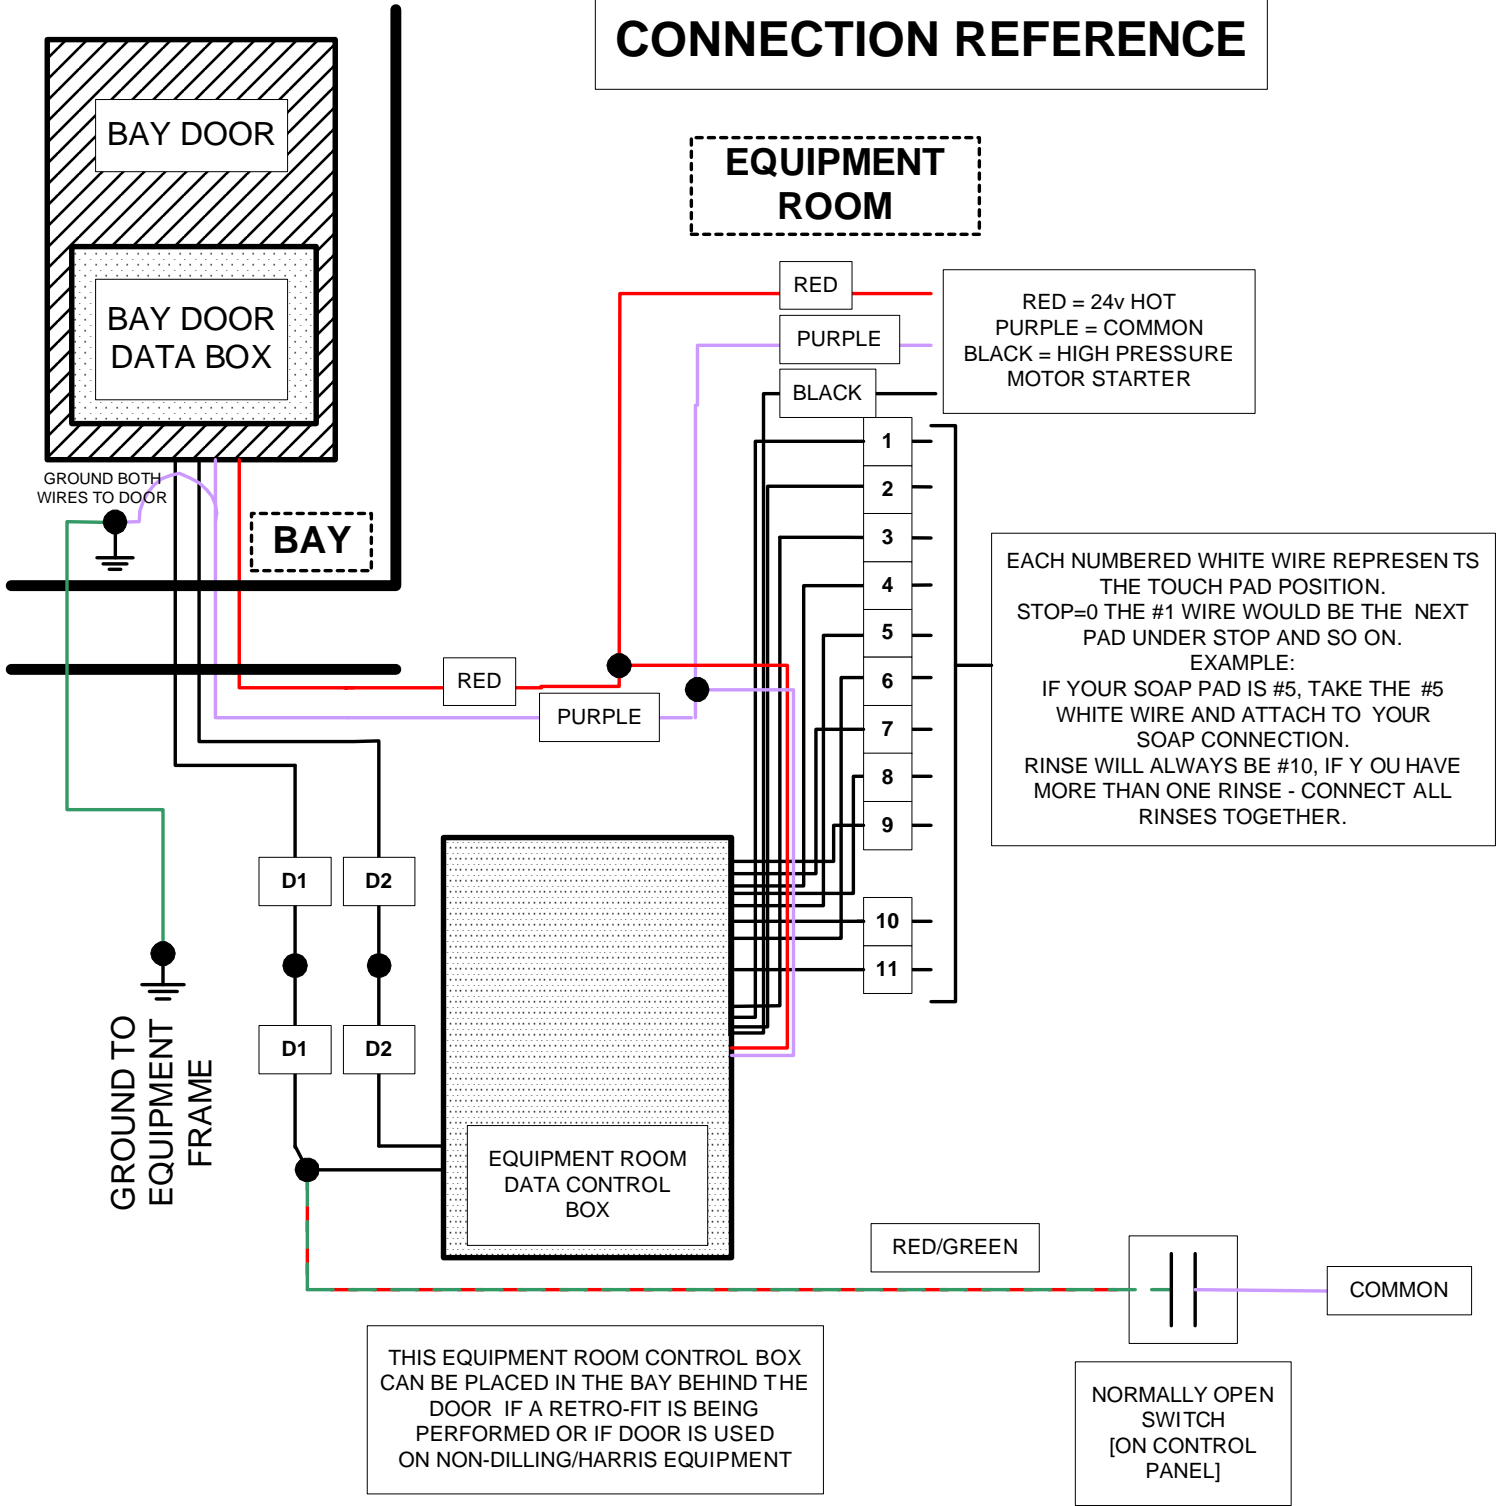 CONNECTION REFERENCE
BAY DOOR
EQUIPMENT
ROOM
BAY DOOR
DATA BOX
RED
PURPLE
BLACK
RED = 24v HOT
PURPLE = COMMON
BLACK = HIGH PRESSURE
MOTOR STARTER
GROUND BOTH
WIRES TO DOOR
BAY
1
2
3
4
5
6
7
8
9
10
11
EACH NUMBERED WHITE WIRE REPRESEN TS
THE TOUCH PAD POSITION.
STOP=0 THE #1 WIRE WOULD BE THE NEXT
PAD UNDER STOP AND SO ON.
EXAMPLE:
IF YOUR SOAP PAD IS #5, TAKE THE #5
WHITE WIRE AND ATTACH TO YOUR
SOAP CONNECTION.
RINSE WILL ALWAYS BE #10, IF Y OU HAVE
MORE THAN ONE RINSE - CONNECT ALL
RINSES TOGETHER.
RED
PURPLE
D1
D2
D1
D2
GROUND TO
EQUIPMENT
FRAME
EQUIPMENT ROOM
DATA CONTROL
BOX
RED/GREEN
COMMON
THIS EQUIPMENT ROOM CONTROL BOX
CAN BE PLACED IN THE BAY BEHIND THE
DOOR IF A RETRO-FIT IS BEING
PERFORMED OR IF DOOR IS USED
ON NON-DILLING/HARRIS EQUIPMENT
NORMALLY OPEN
SWITCH
[ON CONTROL
PANEL]